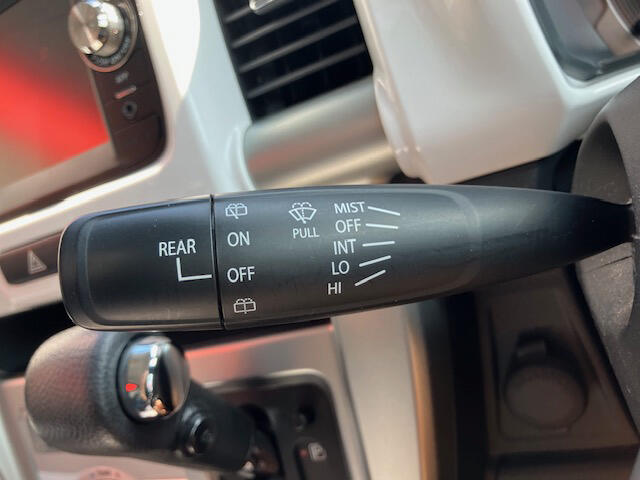 REAR
ON
OFF
PULL
MIST
OFF
INT
LO
HI